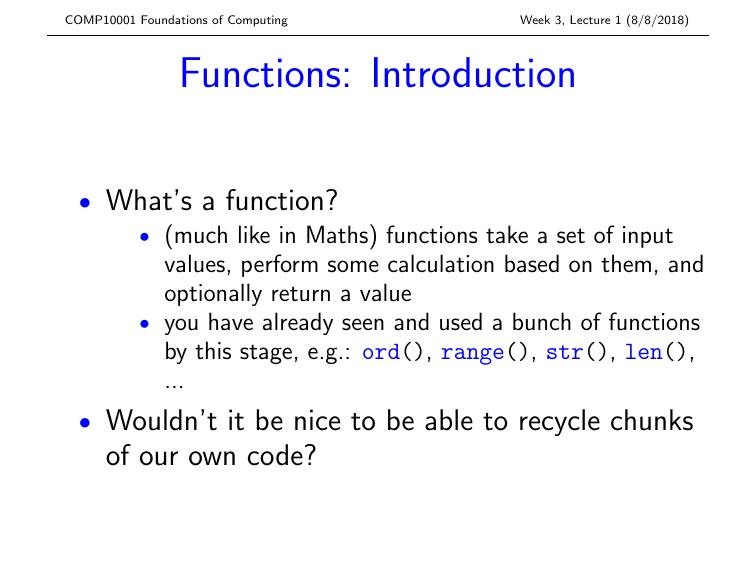 COMP10001 Foundations of Computing Week 3, Lecture 1 (8/8/2018)
Functions: Introduction
• What's a function?
• (much like in Maths) functions take a set of input
values, perform some calculation based on them, and
optionally return a value
• you have already seen and used a bunch of functions
by this stage, e.g.: ord(), range(), str(), len(),
...
• Wouldn't it be nice to be able to recycle chunks
of our own code?